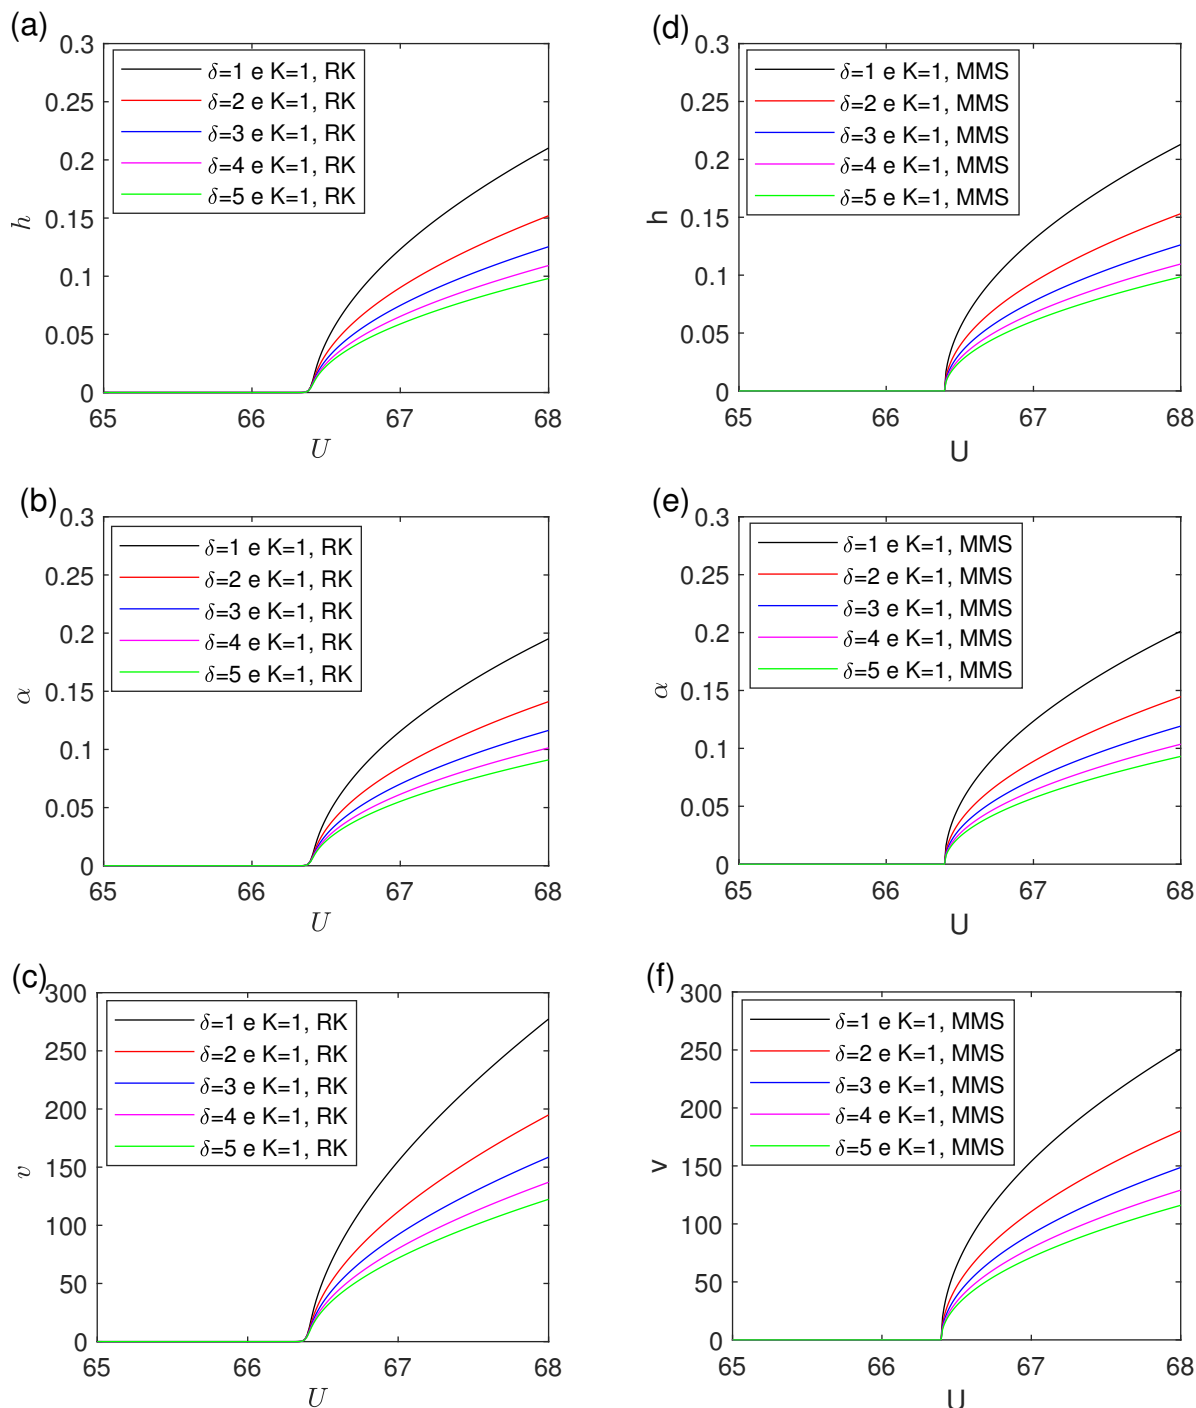 (a)
0.3
0.25
0.2
0.15
0.1
0.05
0
h
δ=1 e K=1, RK
δ=2 e K=1, RK
δ=3 e K=1, RK
δ=4 e K=1, RK
δ=5 e K=1, RK
65 66 67 68
U
(d)
0.3
0.25
0.2
0.15
0.1
0.05
0
h
δ=1 e K=1, MMS
δ=2 e K=1, MMS
δ=3 e K=1, MMS
δ=4 e K=1, MMS
δ=5 e K=1, MMS
65 66 67 68
U
(b)
0.3
0.25
0.2
0.15
0.1
0.05
0
α
δ=1 e K=1, RK
δ=2 e K=1, RK
δ=3 e K=1, RK
δ=4 e K=1, RK
δ=5 e K=1, RK
65 66 67 68
U
(e)
0.3
0.25
0.2
0.15
0.1
0.05
0
α
δ=1 e K=1, MMS
δ=2 e K=1, MMS
δ=3 e K=1, MMS
δ=4 e K=1, MMS
δ=5 e K=1, MMS
65 66 67 68
U
(c)
300
250
200
150
100
50
0
v
δ=1 e K=1, RK
δ=2 e K=1, RK
δ=3 e K=1, RK
δ=4 e K=1, RK
δ=5 e K=1, RK
65 66 67 68
U
(f)
300
250
200
150
100
50
0
v
δ=1 e K=1, MMS
δ=2 e K=1, MMS
δ=3 e K=1, MMS
δ=4 e K=1, MMS
δ=5 e K=1, MMS
65 66 67 68
U